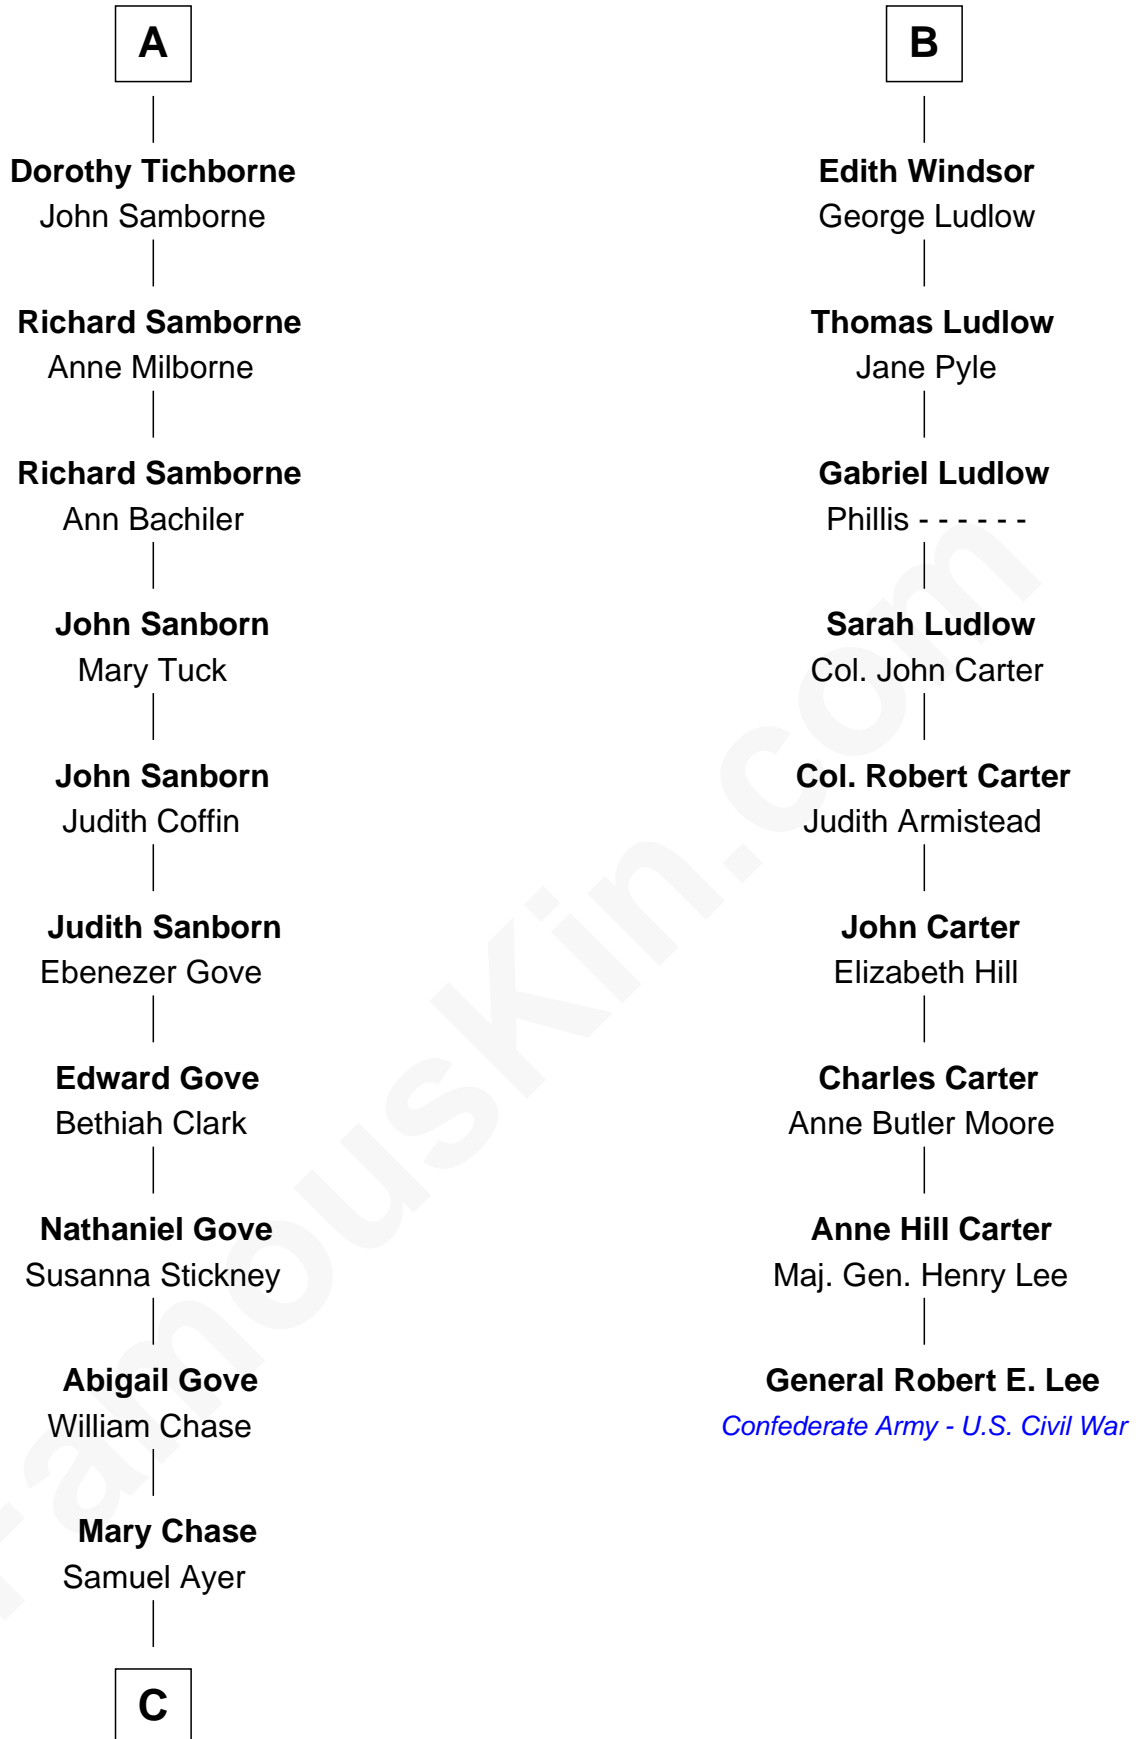 A
Dorothy Tichborne
John Samborne
Richard Samborne
Anne Milborne
Richard Samborne
Ann Bachiler
John Sanborn
Mary Tuck
John Sanborn
Judith Coffin
Judith Sanborn
Ebenezer Gove
Edward Gove
Bethiah Clark
Nathaniel Gove
Susanna Stickney
Abigail Gove
William Chase
Mary Chase
Samuel Ayer
C
B
Edith Windsor
George Ludlow
Thomas Ludlow
Jane Pyle
Gabriel Ludlow
Phillis - - - - - -
Sarah Ludlow
Col. John Carter
Col. Robert Carter
Judith Armistead
John Carter
Elizabeth Hill
Charles Carter
Anne Butler Moore
Anne Hill Carter
Maj. Gen. Henry Lee
General Robert E. Lee
Confederate Army - U.S. Civil War
FamousKin.com